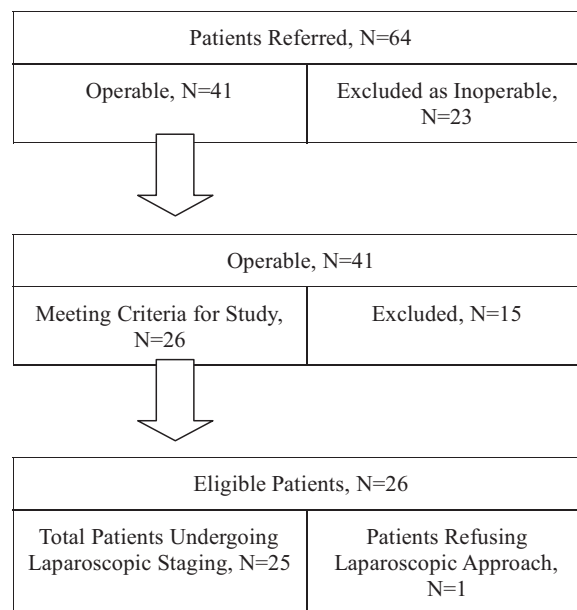 Patients Referred, N=64
Operable, N=41
Excluded as Inoperable,
N=23
Operable, N=41
Meeting Criteria for Study,
N=26
Excluded, N=15
Eligible Patients, N=26
Total Patients Undergoing
Laparoscopic Staging, N=25
Patients Refusing
Laparoscopic Approach,
N=1